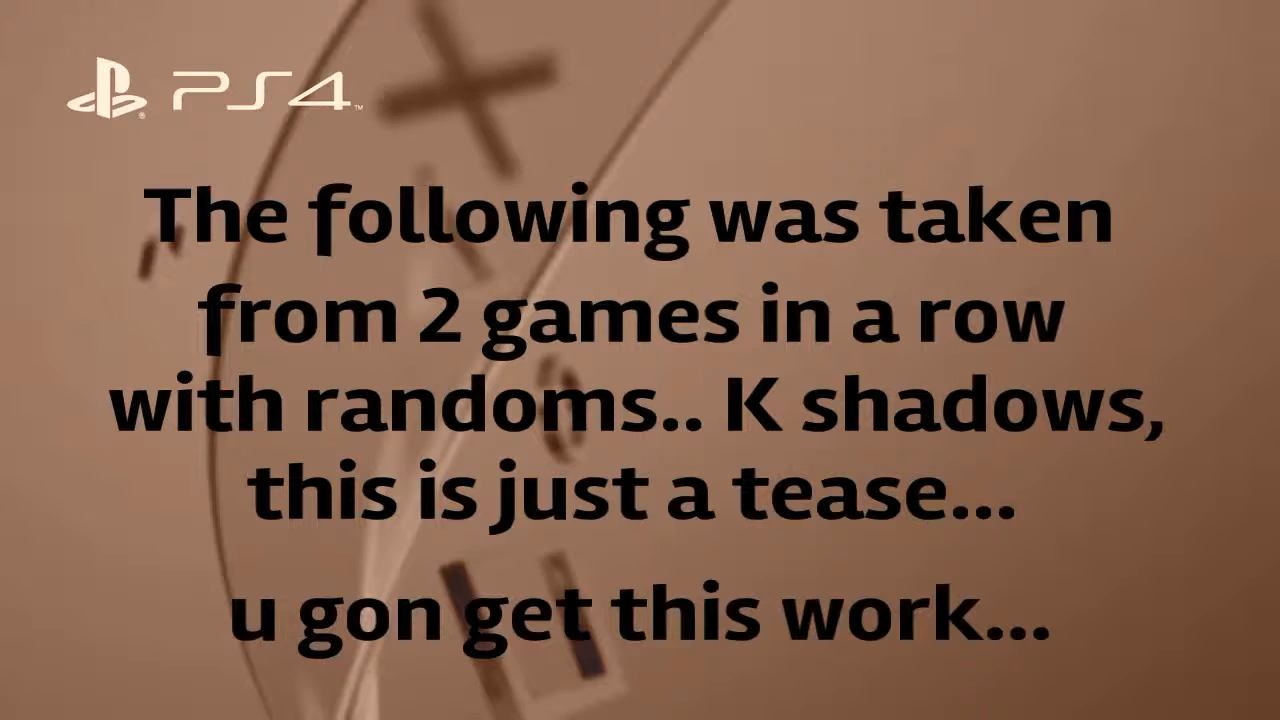 PS4™
The following was taken
from 2 games in a row
with randoms.. K shadows,
this is just a tease...
u gon get this work...